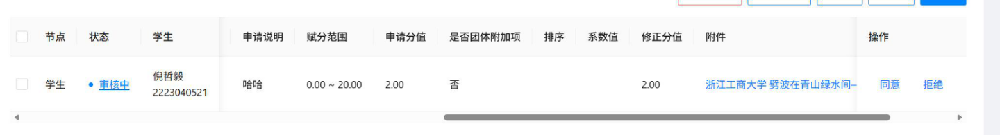 节点 状态 学生 申请说明 赋分范围 申请分值 是否团体附加项 排序 系数值 修正分值 附件 操作
学生 审核中 倪哲毅 哈哈 0.00 ~ 20.00 2.00 否 2.00 浙江工商大学 劈波在青山绿水间— 同意 拒绝
2223040521